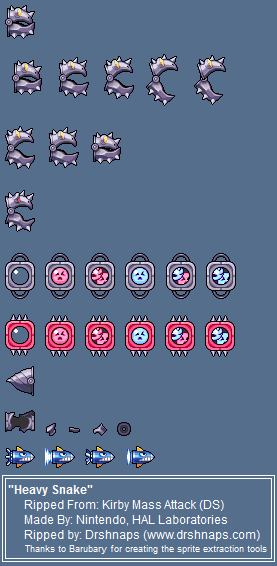 "Heavy Snake"
Ripped From: Kirby Mass Attack (DS)
Made By: Nintendo, HAL Laboratories
Ripped by: Drshnaps (www.drshnaps.com)
Thanks to Barubary for creating the sprite extraction tools